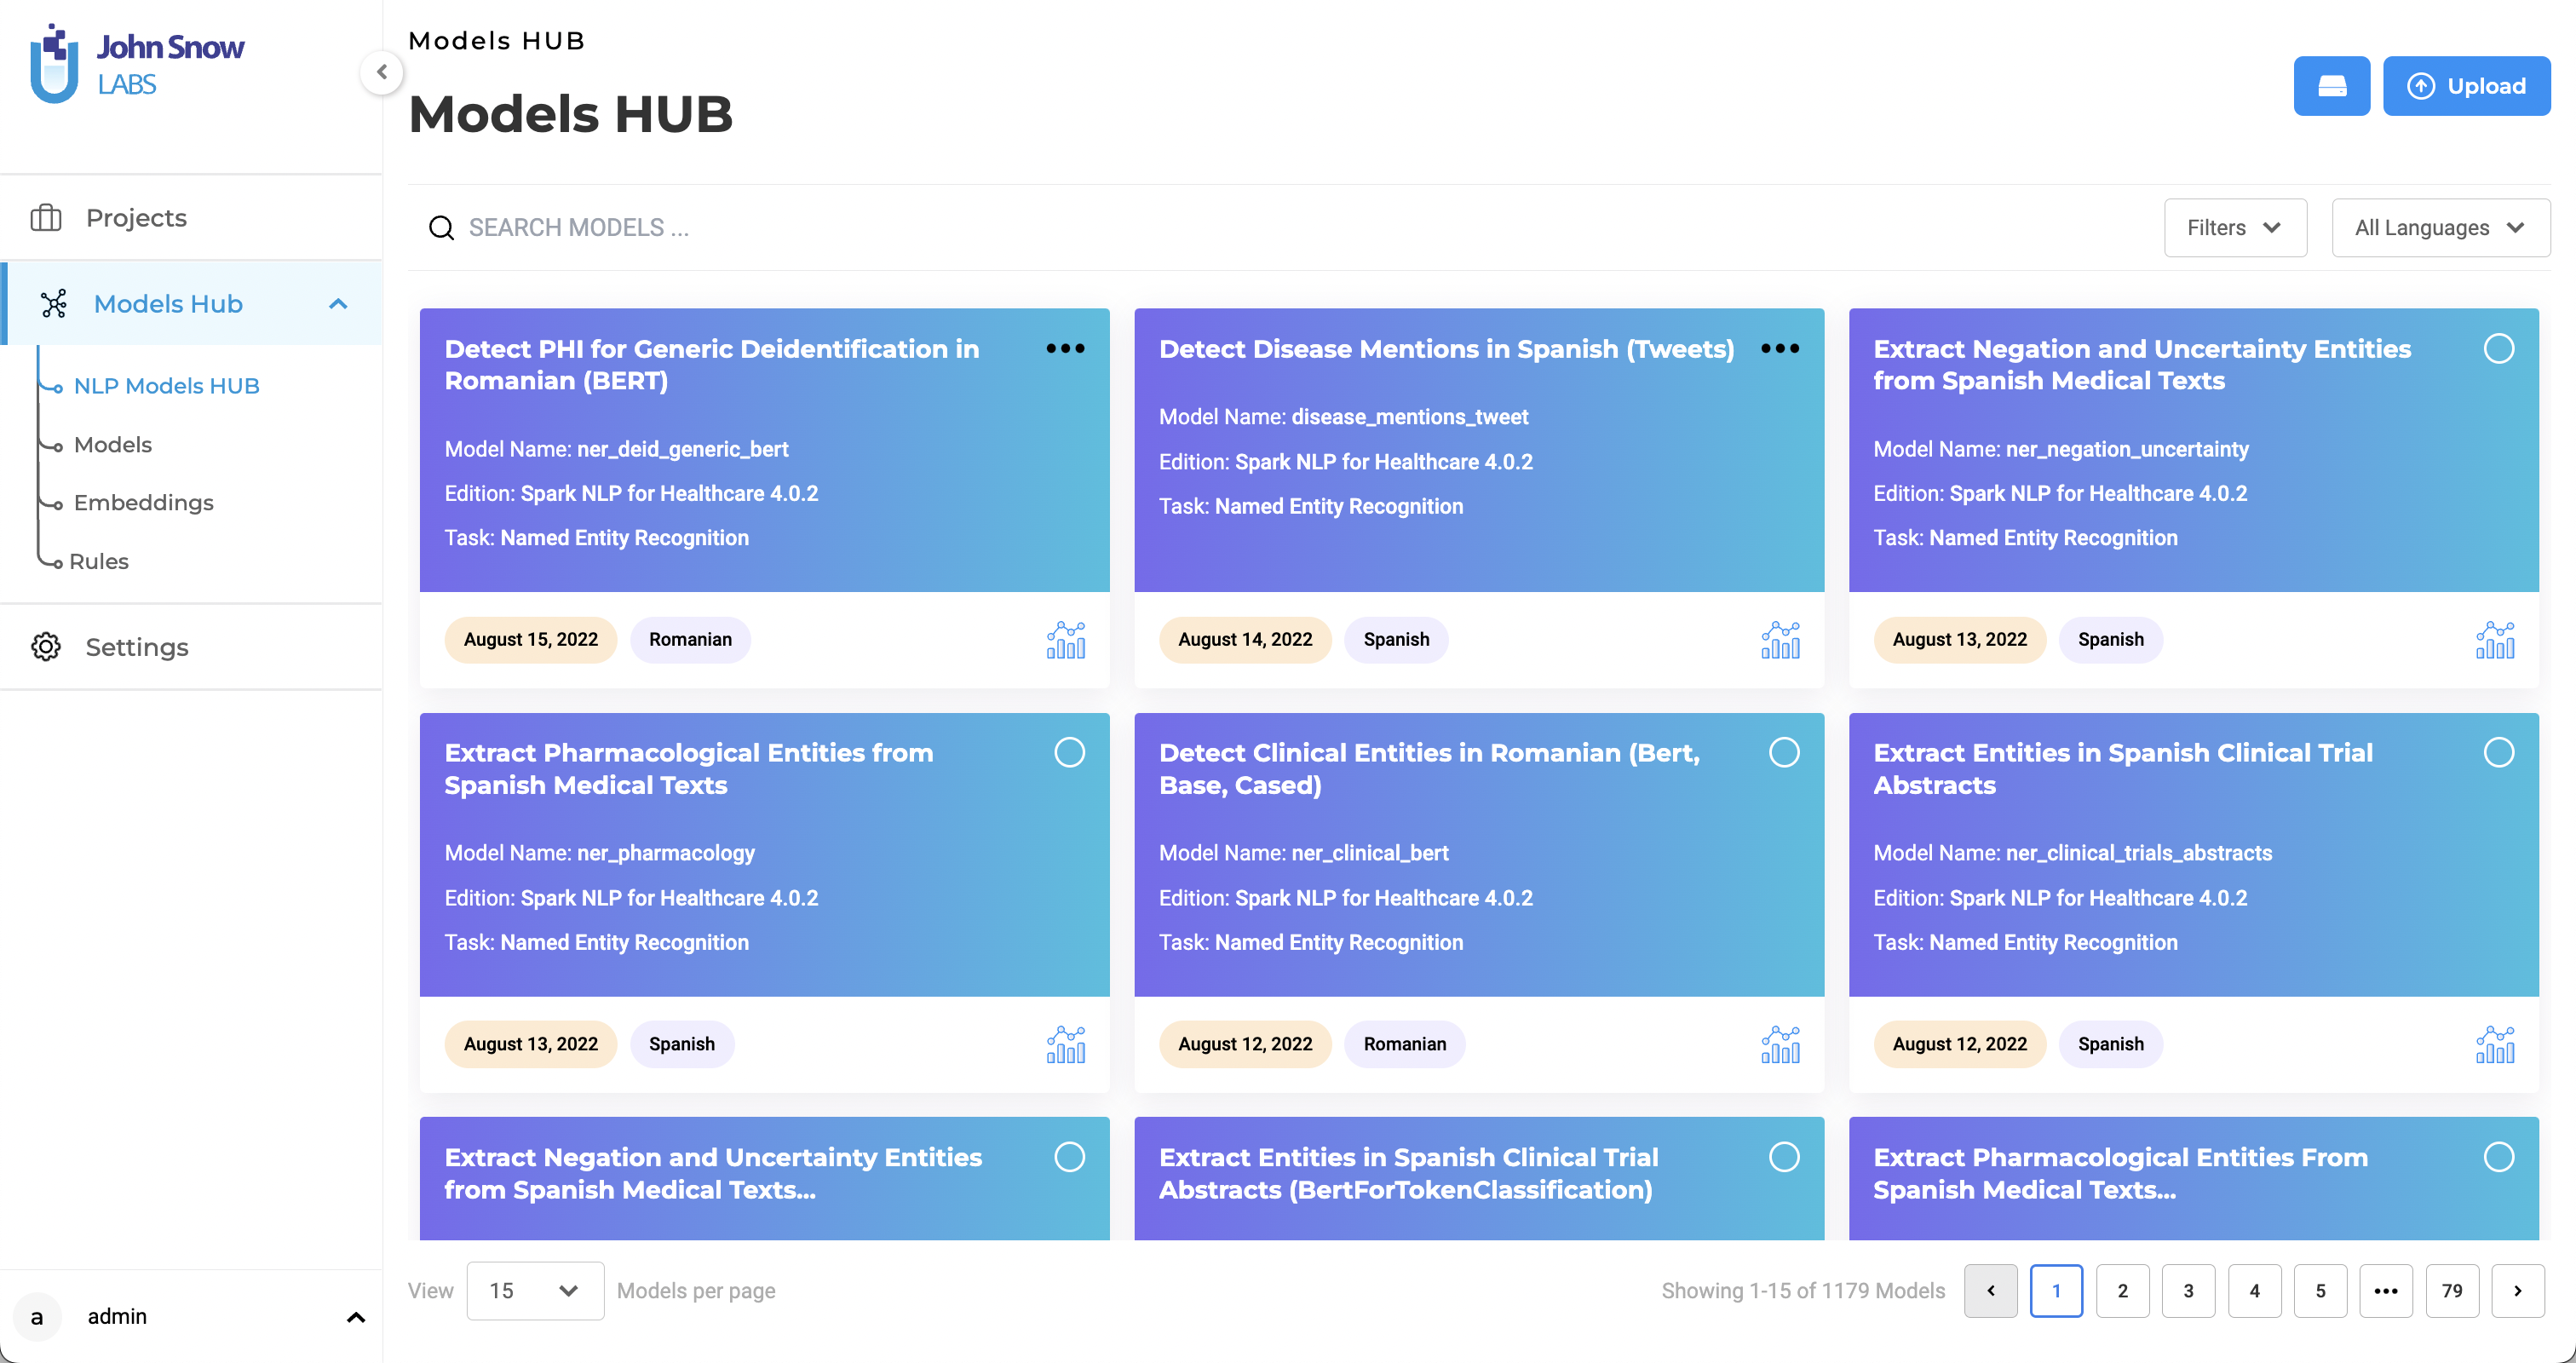 John Snow
LABS
Projects
Models Hub
NLP Models HUB
Models
Embeddings
Rules
Settings
a
admin
Models HUB
Models HUB
Upload
SEARCH MODELS ...
Filters
All Languages
Detect PHI for Generic Deidentification in
Romanian (BERT)
Model Name: ner_deid_generic_bert
Edition: Spark NLP for Healthcare 4.0.2
Task: Named Entity Recognition
August 15, 2022
Romanian
Detect Disease Mentions in Spanish (Tweets)
Model Name: disease_mentions_tweet
Edition: Spark NLP for Healthcare 4.0.2
Task: Named Entity Recognition
August 14, 2022
Spanish
Extract Negation and Uncertainty Entities
from Spanish Medical Texts
Model Name: ner_negation_uncertainty
Edition: Spark NLP for Healthcare 4.0.2
Task: Named Entity Recognition
August 13, 2022
Spanish
Extract Pharmacological Entities from
Spanish Medical Texts
Model Name: ner_pharmacology
Edition: Spark NLP for Healthcare 4.0.2
Task: Named Entity Recognition
August 13, 2022
Spanish
Detect Clinical Entities in Romanian (Bert,
Base, Cased)
Model Name: ner_clinical_bert
Edition: Spark NLP for Healthcare 4.0.2
Task: Named Entity Recognition
August 12, 2022
Romanian
Extract Entities in Spanish Clinical Trial
Abstracts
Model Name: ner_clinical_trials_abstracts
Edition: Spark NLP for Healthcare 4.0.2
Task: Named Entity Recognition
August 12, 2022
Spanish
Extract Negation and Uncertainty Entities
from Spanish Medical Texts...
Extract Entities in Spanish Clinical Trial
Abstracts (BertForTokenClassification)
Extract Pharmacological Entities From
Spanish Medical Texts...
View 15 Models per page
Showing 1-15 of 1179 Models
1 2 3 4 5 ... 79